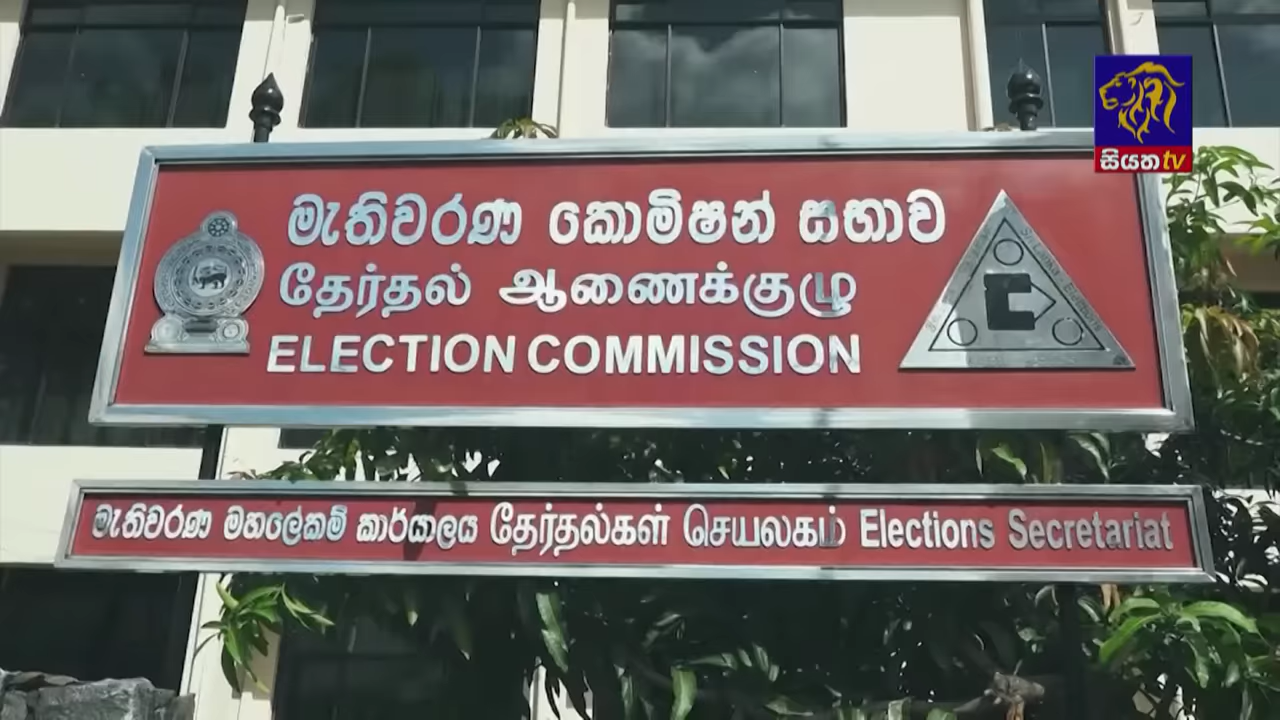 සියත tv
මැතිවරණ කොමිෂන් සභාව
தேர்தல் ஆணைக்குழு
ELECTION COMMISSION
මැතිවරණ මහලේකම් කාර්යාලය தேர்தல்கள் செயலகம் Elections Secretariat